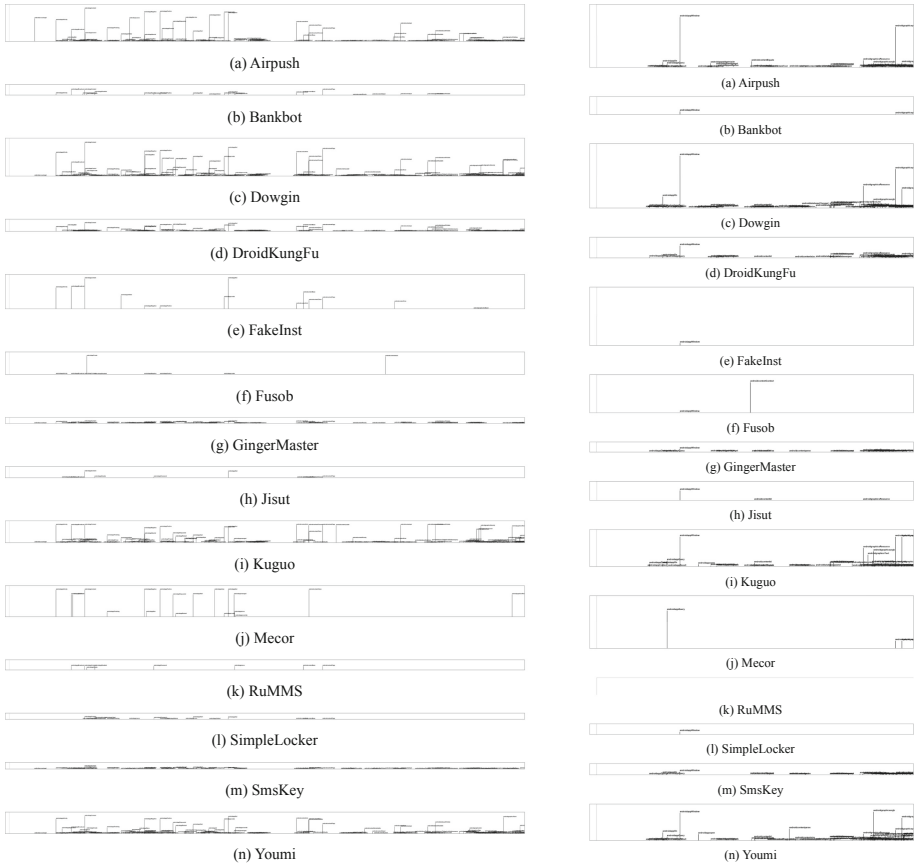 (a) Airpush
(b) Bankbot
(c) Dowgin
(d) DroidKungFu
(e) FakeInst
(f) Fusob
(g) GingerMaster
(h) Jisut
(i) Kuguo
(j) Mecor
(k) RuMMS
(l) SimpleLocker
(m) SmsKey
(n) Youmi
(a) Airpush
(b) Bankbot
(c) Dowgin
(d) DroidKungFu
(e) FakeInst
(f) Fusob
(g) GingerMaster
(h) Jisut
(i) Kuguo
(j) Mecor
(k) RuMMS
(l) SimpleLocker
(m) SmsKey
(n) Youmi